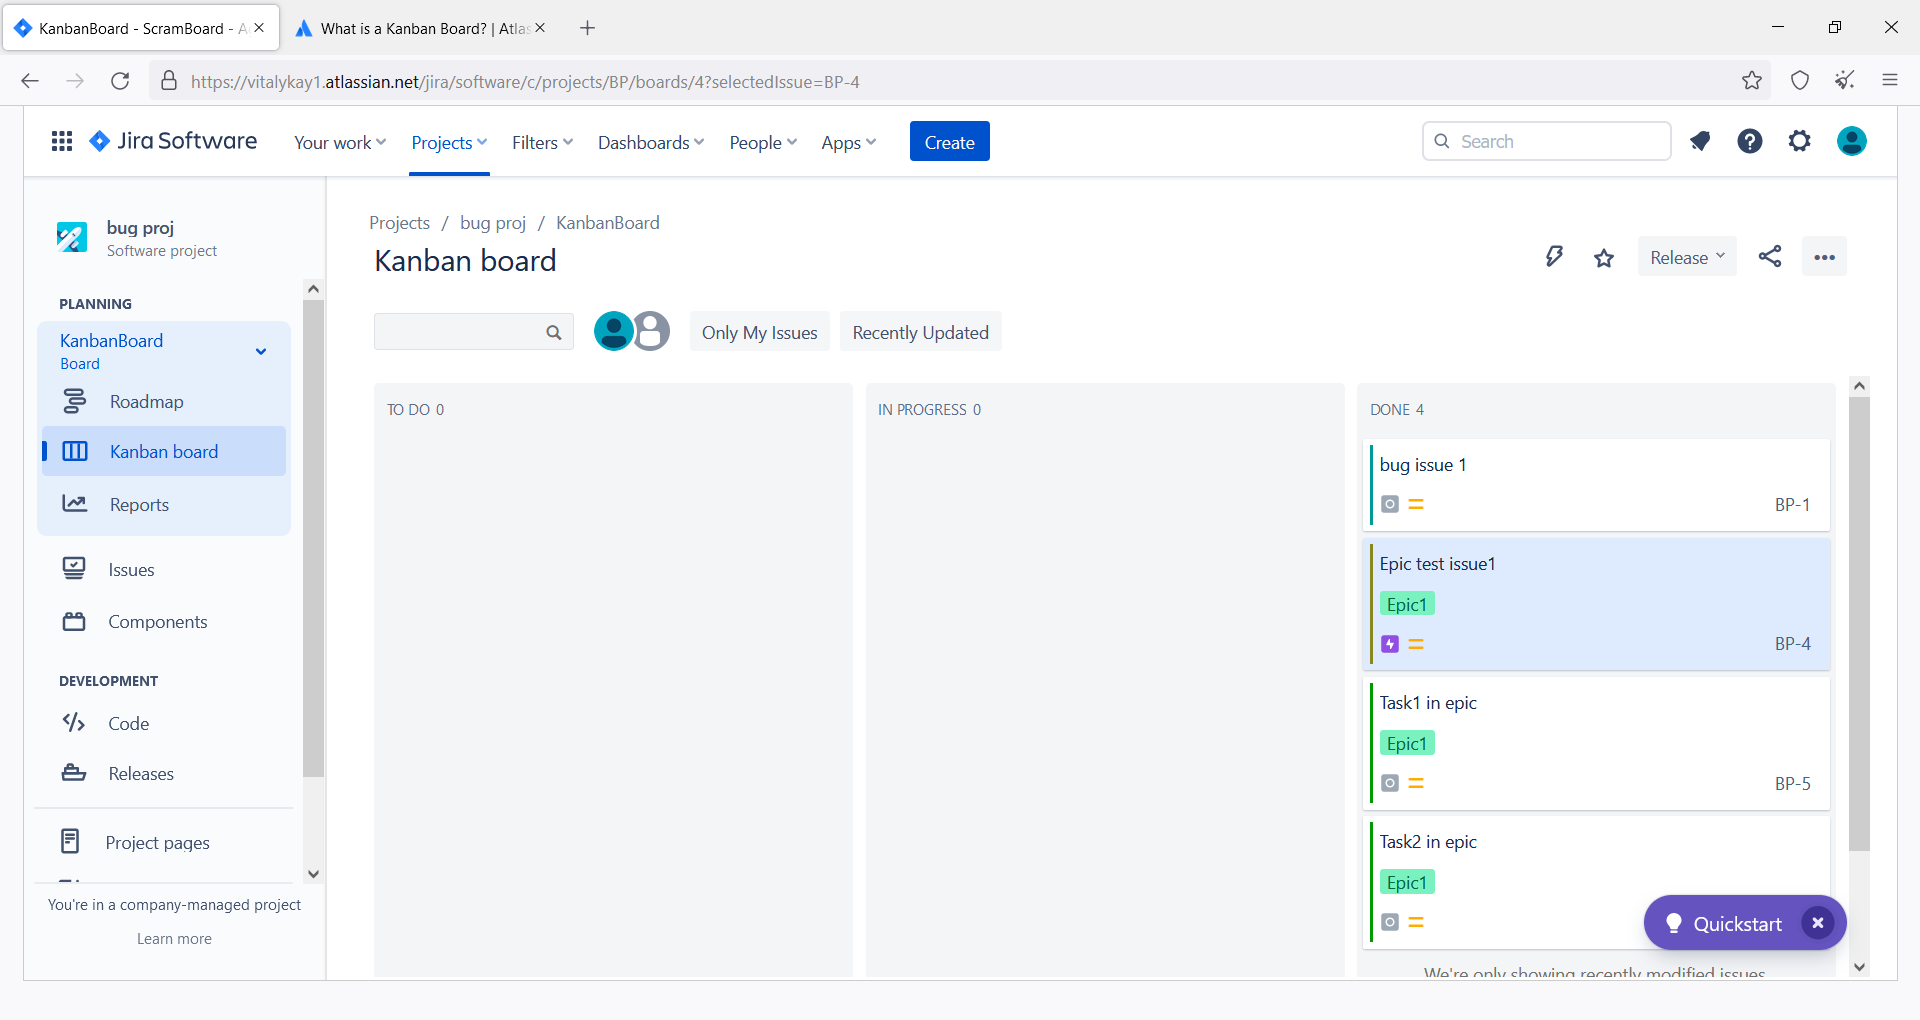 KanbanBoard - ScramBoard - A
What is a Kanban Board? | Atlas
https://vitalykay1.atlassian.net/jira/software/c/projects/BP/boards/4?selectedIssue=BP-4
Jira Software
Your work
Projects
Filters
Dashboards
People
Apps
Create
Search
bug proj
Software project
PLANNING
KanbanBoard
Board
Roadmap
Kanban board
Reports
Issues
Components
DEVELOPMENT
Code
Releases
Project pages
You're in a company-managed project
Learn more
Projects / bug proj / KanbanBoard
Kanban board
Release
Only My Issues
Recently Updated
TO DO 0
IN PROGRESS 0
DONE 4
bug issue 1
BP-1
Epic test issue1
Epic1
BP-4
Task1 in epic
Epic1
BP-5
Task2 in epic
Epic1
Quickstart
We're only showing recently modified issues